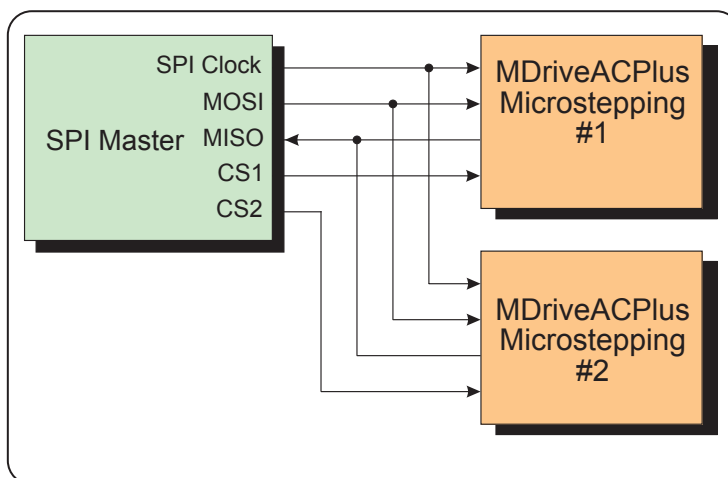 SPI Clock
MOSI
SPI Master
MISO
CS1
CS2
MDriveACPlus
Microstepping
#1
MDriveACPlus
Microstepping
#2